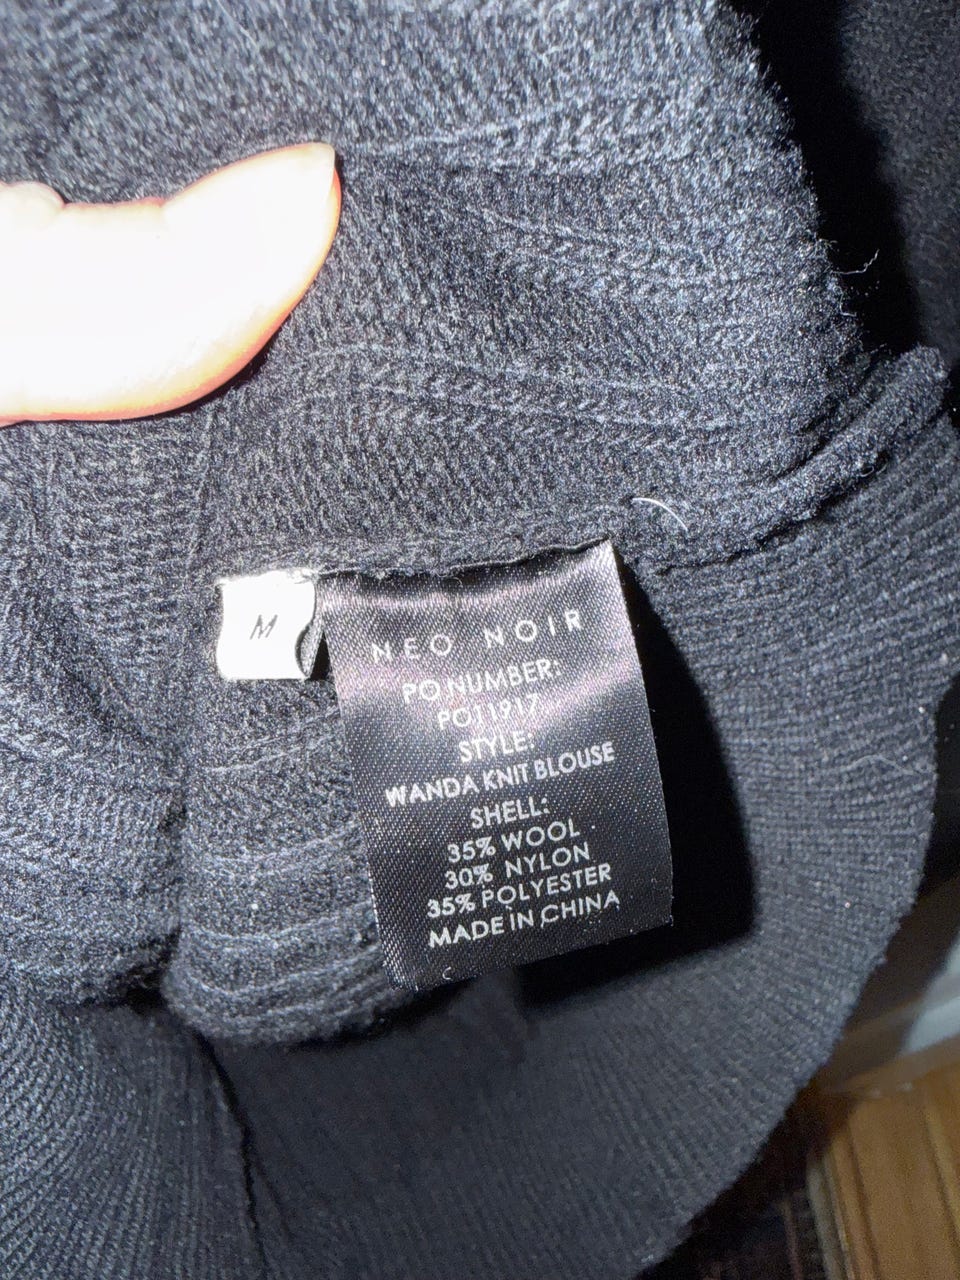 M
NEO NOIR
PO NUMBER:
PO11917
STYLE:
WANDA KNIT BLOUSE
SHELL:
35% WOOL
30% NYLON
35% POLYESTER
MADE IN CHINA